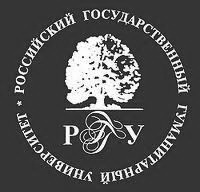 РОССИЙСКИЙ ГОСУДАРСТВЕННЫЙ ГУМАНИТАРНЫЙ УНИВЕРСИТЕТ *
РГГУ